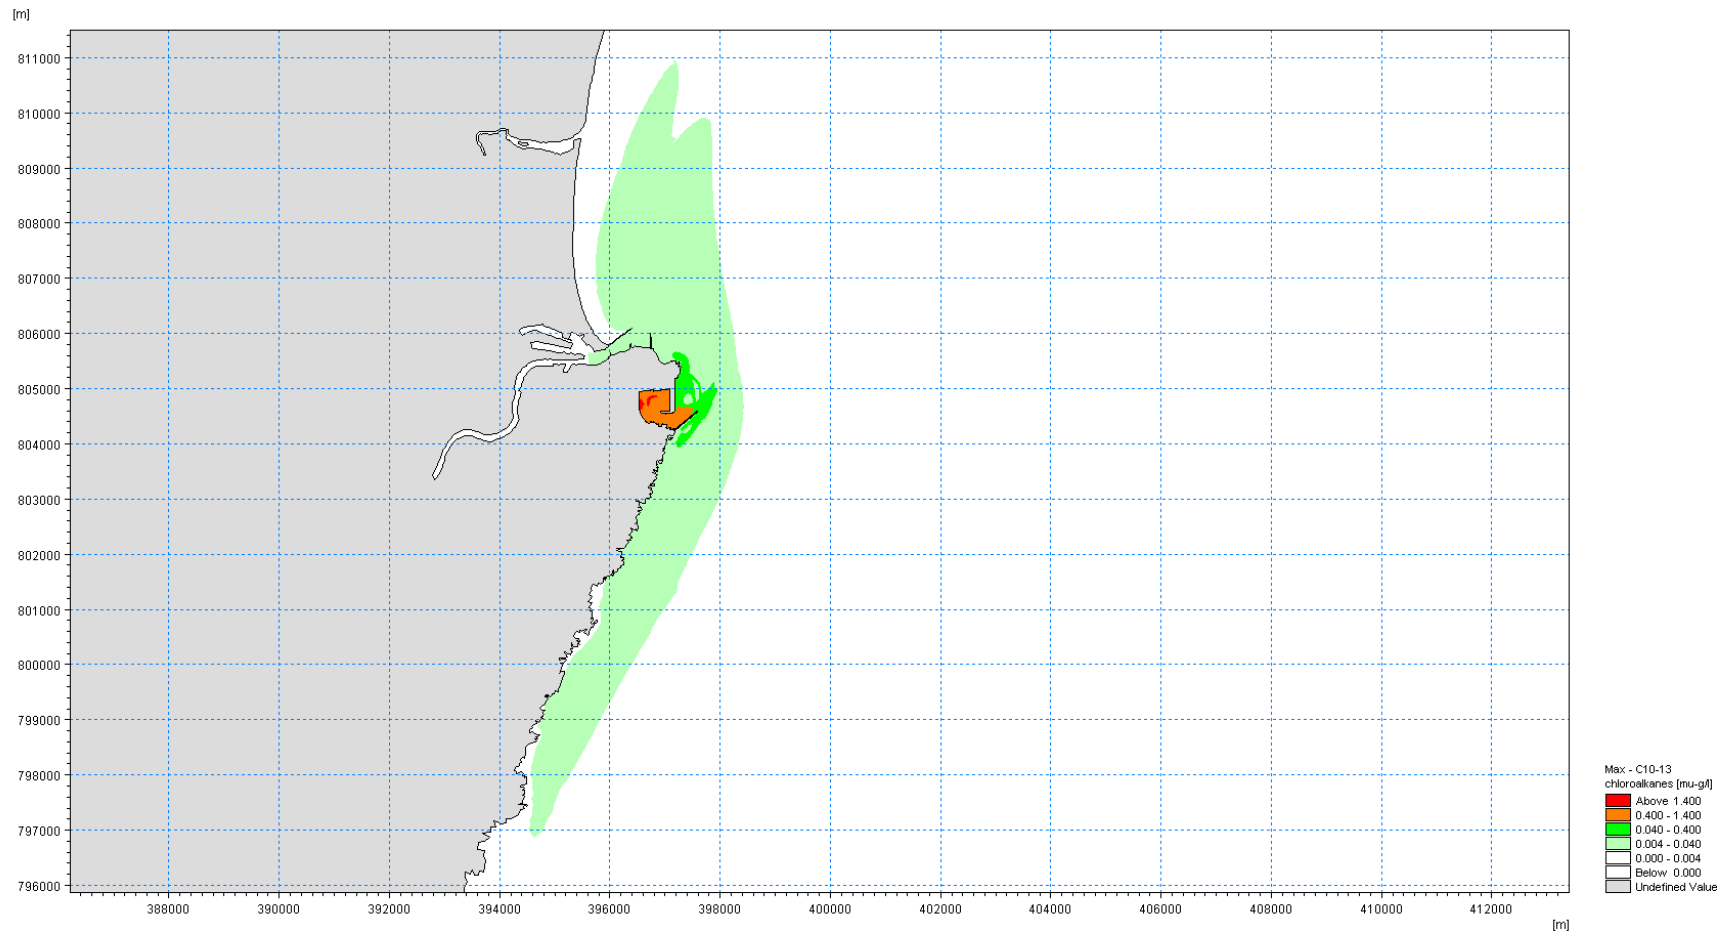 [m]
811000
810000
809000
808000
807000
806000
805000
804000
803000
802000
801000
800000
799000
798000
797000
796000
388000 390000 392000 394000 396000 398000 400000 402000 404000 406000 408000 410000 412000
[m]
Max - C10-13
chloroalkanes [mu-g/l]
Above 1.400
0.400 - 1.400
0.040 - 0.400
0.004 - 0.040
0.000 - 0.004
Below 0.000
Undefined Value